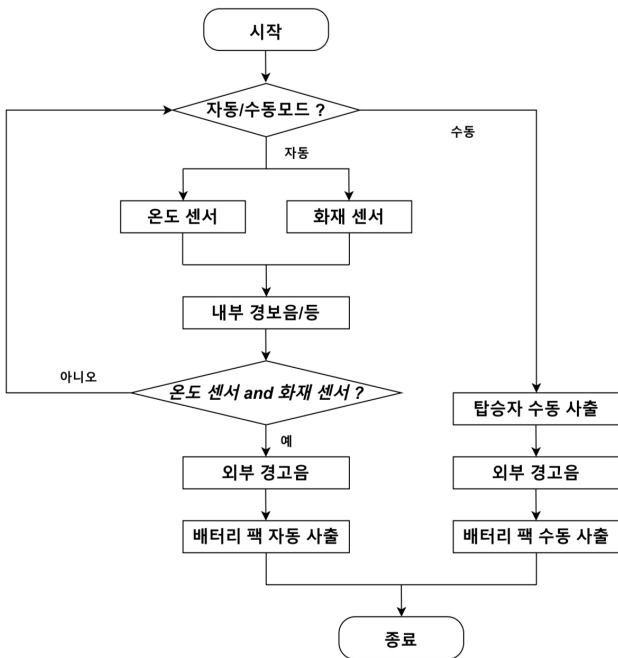 시작
자동/수동모드 ?
수동
자동
온도 센서
화재 센서
내부 경보음/등
아니오
온도 센서 and 화재 센서 ?
탑승자 수동 사출
예
외부 경고음
외부 경고음
배터리 팩 자동 사출
배터리 팩 수동 사출
종료